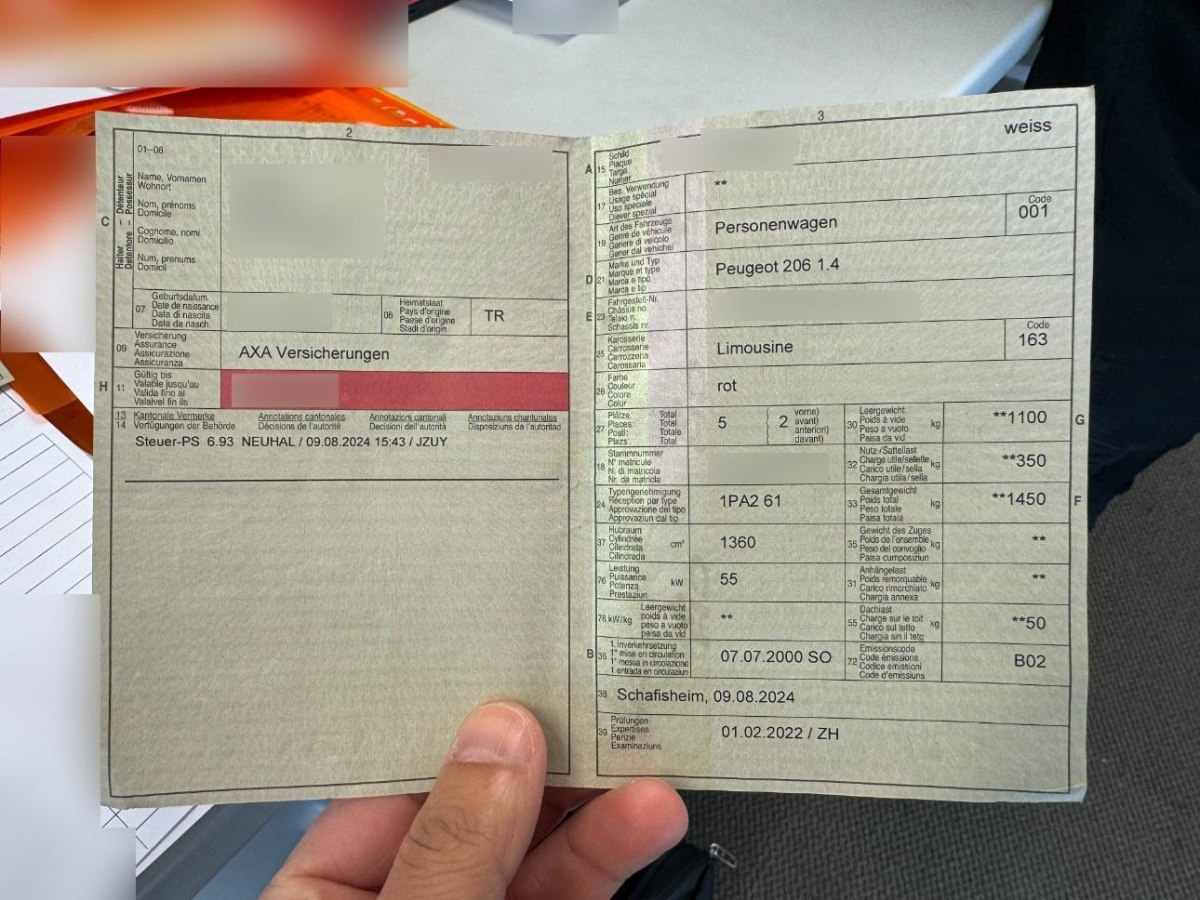 2
01–06
Name, Vornamen
Wohnort
Nom, prénoms
Domicile
Cognome, nomi
Domicilio
Num, prenums
Domicil
C
Halter – Détenteur
Detentore – Possessur
07
Geburtsdatum
Date de naissance
Data di nascita
Data da nasch.
08
Heimatstaat
Pays d'origine
Paese d'origine
Stadi d'origin
TR
09
Versicherung
Assurance
Assicurazione
Assicuranza
AXA Versicherungen
H
11
Gültig bis
Valable jusqu'au
Valida fino al
Valaivel fin ils
13
14
Kantonale Vermerke
Verfügungen der Behörde
Annotations cantonales
Décisions de l'autorité
Annotazioni cantonali
Decisioni dell'autorità
Annotaziuns chantunalas
Disposiziuns da l'autoritad
Steuer-PS 6.93 NEUHAL / 09.08.2024 15:43 / JZUY
3
A
15
Schild
Plaque
Targa
Numer
weiss
17
Bes. Verwendung
Usage spécial
Uso speciale
Diever spezial
**
19
Art des Fahrzeugs
Genre de véhicule
Genere di veicolo
Gener dal vehichel
Personenwagen
Code
001
D
21
Marke und Typ
Marque et type
Marca e tipo
Marca e tip
Peugeot 206 1.4
E
23
Fahrgestell-Nr.
Châssis no
Telaio n.
Schassis nr.
25
Karosserie
Carrosserie
Carrozzeria
Carossaria
Limousine
Code
163
26
Farbe
Couleur
Colore
Colur
rot
27
Plätze: Total
Places: Total
Posti: Totale
Plazs: Total
5
2
vorne)
avant)
anteriori)
davant)
30
Leergewicht
Poids à vide
Peso a vuoto
Paisa da vid
kg
**1100
G
18
Stammnummer
N° matricule
N. di matricola
Nr. da matricla
32
Nutz-/Sattellast
Charge utile/sellette
Carico utile/sella
Chargia utila/sella
kg
**350
24
Typengenehmigung
Réception par type
Approvazione del tipo
Approvaziun dal tip
1PA2 61
33
Gesamtgewicht
Poids total
Peso totale
Paisa totala
kg
**1450
F
37
Hubraum
Cylindrée
Cilindrata
Cilindrada
cm³
1360
35
Gewicht des Zuges
Poids de l'ensemble
Peso del convoglio
Paisa cumposiziun
kg
**
76
Leistung
Puissance
Potenza
Prestaziun
kW
55
31
Anhängelast
Poids remorquable
Carico rimorchiato
Chargia annexa
kg
**
78 kW/kg
Leergewicht
poids à vide
peso a vuoto
paisa da vid
**
55
Dachlast
Charge sur le toit
Carico sul tetto
Chargia sin il tetg
kg
**50
B
36
1. Inverkehrsetzung
1re mise en circulation
1a messa in circolazione
1. entrada en circulaziun
07.07.2000 SO
72
Emissionscode
Code émissions
Codice emissioni
Code d'emissiuns
B02
38
Schafisheim, 09.08.2024
39
Prüfungen
Expertises
Perizie
Examinaziuns
01.02.2022 / ZH